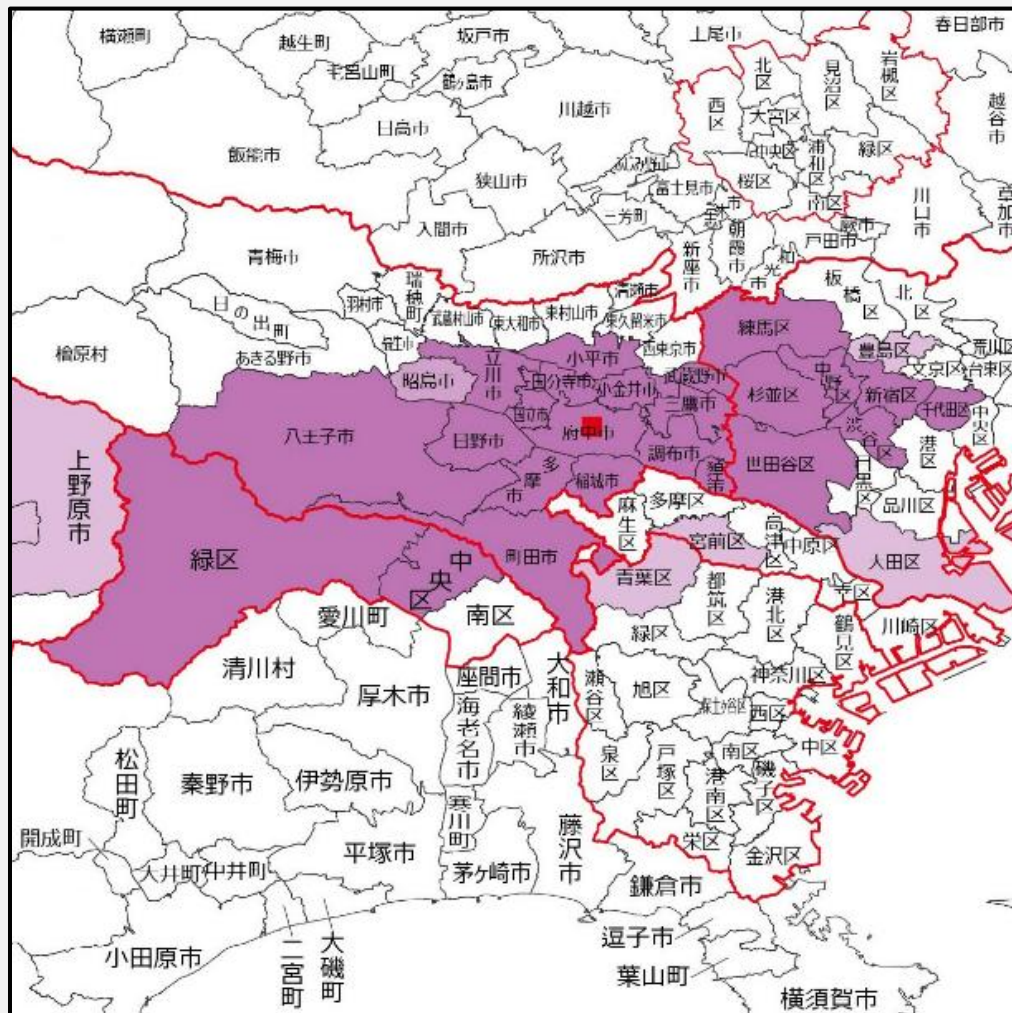 横瀬町
越生町
坂戸市
上尾市
春日部市
毛呂山町
鶴ヶ島市
川越市
北区
見沼区
岩槻区
西区
大宮区
越谷市
日高市
飯能市
中央区
浦和区
緑区
狭山市
富士見市
桜区
南区
三芳町
入間市
川口市
草加市
蕨市
戸田市
朝霞市
和光市
新座市
所沢市
青梅市
瑞穂町
羽村市
清瀬市
東村山市
武蔵村山市
東大和市
東久留米市
西東京市
板橋区
北区
練馬区
日の出町
檜原村
あきる野市
昭島市
立川市
小平市
豊島区
文京区
荒川区
台東区
国分寺市
小金井市
武蔵野市
三鷹市
中野区
杉並区
新宿区
千代田区
中央区
国立市
府中市
八王子市
日野市
調布市
渋谷区
港区
世田谷区
目黒区
品川区
多摩市
稲城市
上野原市
麻生区
多摩区
高津区
宮前区
中原区
大田区
緑区
中央区
町田市
青葉区
幸区
都筑区
港北区
鶴見区
川崎区
愛川町
南区
緑区
清川村
座間市
大和市
瀬谷区
旭区
神奈川区
厚木市
海老名市
綾瀬市
保土ヶ谷区
西区
松田町
秦野市
伊勢原市
泉区
戸塚区
南区
中区
港南区
磯子区
寒川町
開成町
大井町
中井町
平塚市
茅ヶ崎市
藤沢市
栄区
金沢区
鎌倉市
小田原市
二宮町
大磯町
逗子市
葉山町
横須賀市